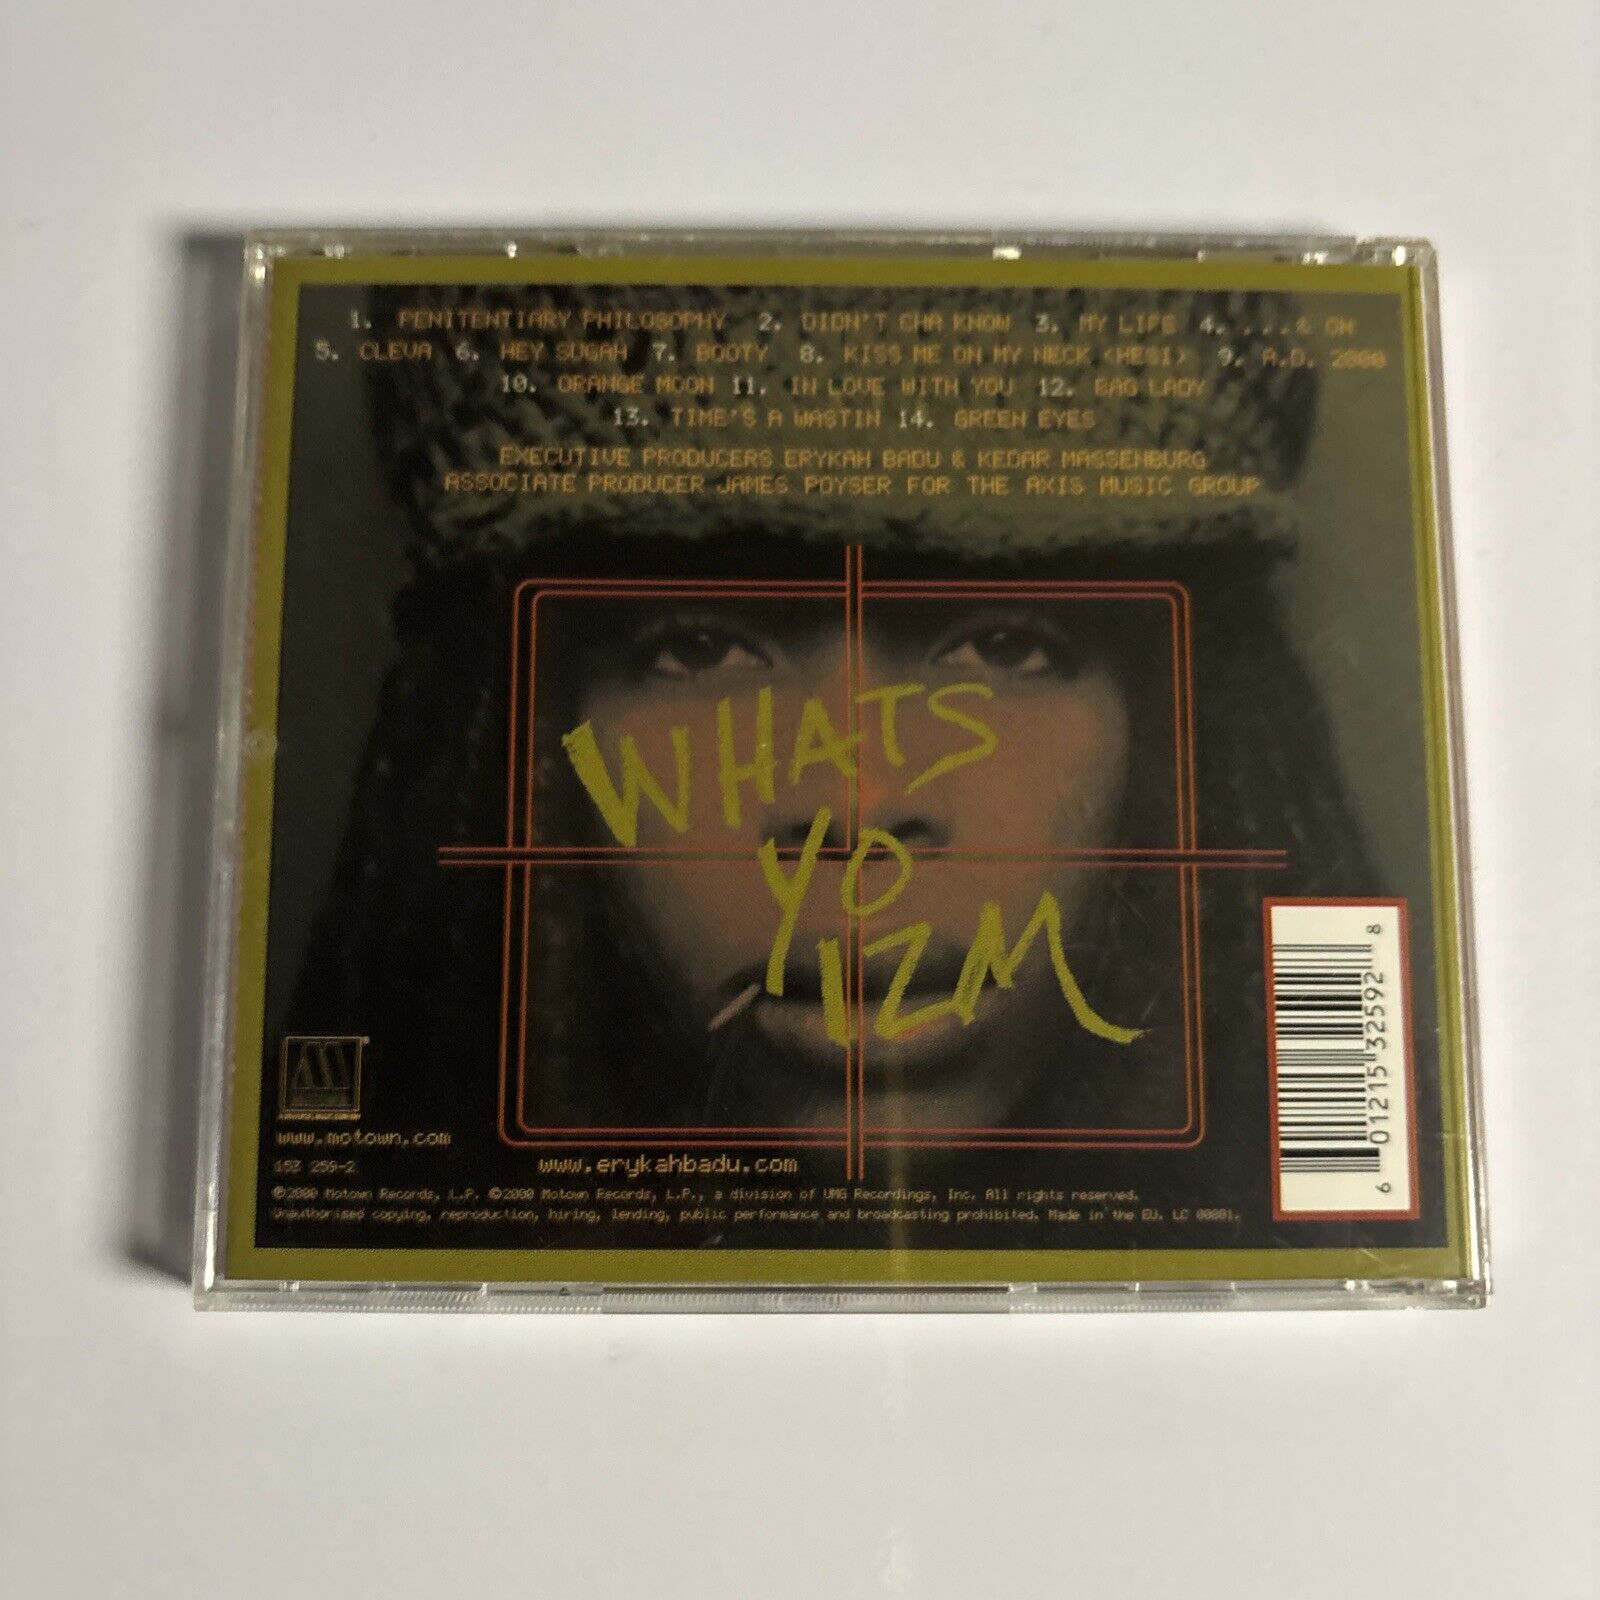 1. PENITENTIARY PHILOSOPHY 2. DIDN'T CHA KNOW 3. MY LIFE 4. ...& ON
5. CLEVA 6. HEY SUGAH 7. BOOTY 8. KISS ME ON MY NECK (HESI) 9. A.D. 2000
10. ORANGE MOON 11. IN LOVE WITH YOU 12. BAG LADY
13. TIME'S A WASTIN 14. GREEN EYES
EXECUTIVE PRODUCERS ERYKAH BADU & KEDAR MASSENBURG
ASSOCIATE PRODUCER JAMES POYSER FOR THE AXIS MUSIC GROUP
WHATS
YO
IZM
www.motown.com
153 259-2
www.erykahbadu.com
℗2000 Motown Records, L.P. ©2000 Motown Records, L.P., a division of UMG Recordings, Inc. All rights reserved.
Unauthorised copying, reproduction, hiring, lending, public performance and broadcasting prohibited. Made in the EU. LC 00081.
6 01215 32592 8